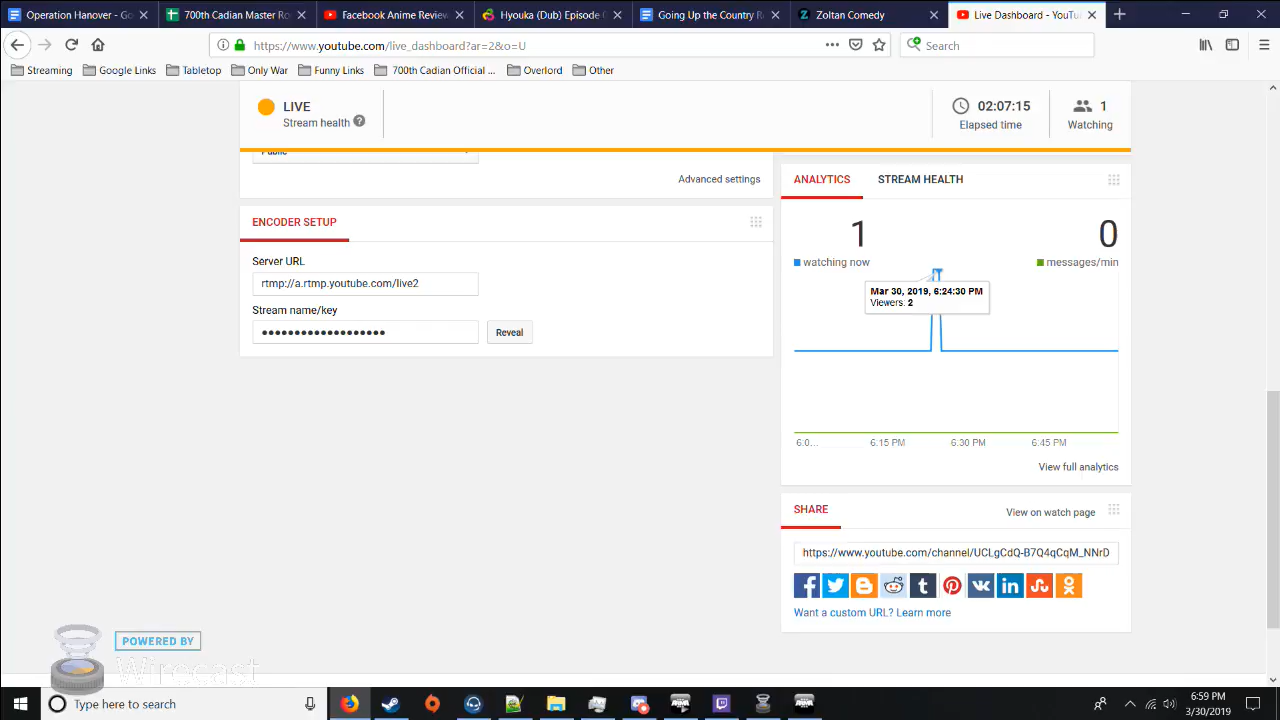 Operation Hanover - Go
700th Cadian Master Ro
Facebook Anime Review
Hyouka (Dub) Episode
Going Up the Country R
Zoltan Comedy
Live Dashboard - YouTu
https://www.youtube.com/live_dashboard?ar=2&o=U
Search
Streaming
Google Links
Tabletop
Only War
Funny Links
700th Cadian Official ...
Overlord
Other
LIVE
Stream health
02:07:15
Elapsed time
1
Watching
Public
Advanced settings
ENCODER SETUP
Server URL
rtmp://a.rtmp.youtube.com/live2
Stream name/key
•••••••••••••••••••
Reveal
ANALYTICS
STREAM HEALTH
1
0
watching now
messages/min
Mar 30, 2019, 6:24:30 PM
Viewers: 2
6:0...
6:15 PM
6:30 PM
6:45 PM
View full analytics
SHARE
View on watch page
https://www.youtube.com/channel/UCLgCdQ-B7Q4qCqM_NNrD
Want a custom URL? Learn more
POWERED BY
Wirecast
Type here to search
6:59 PM
3/30/2019